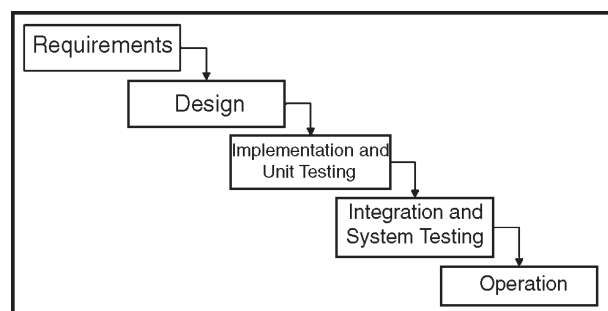 Requirements
Design
Implementation and
Unit Testing
Integration and
System Testing
Operation